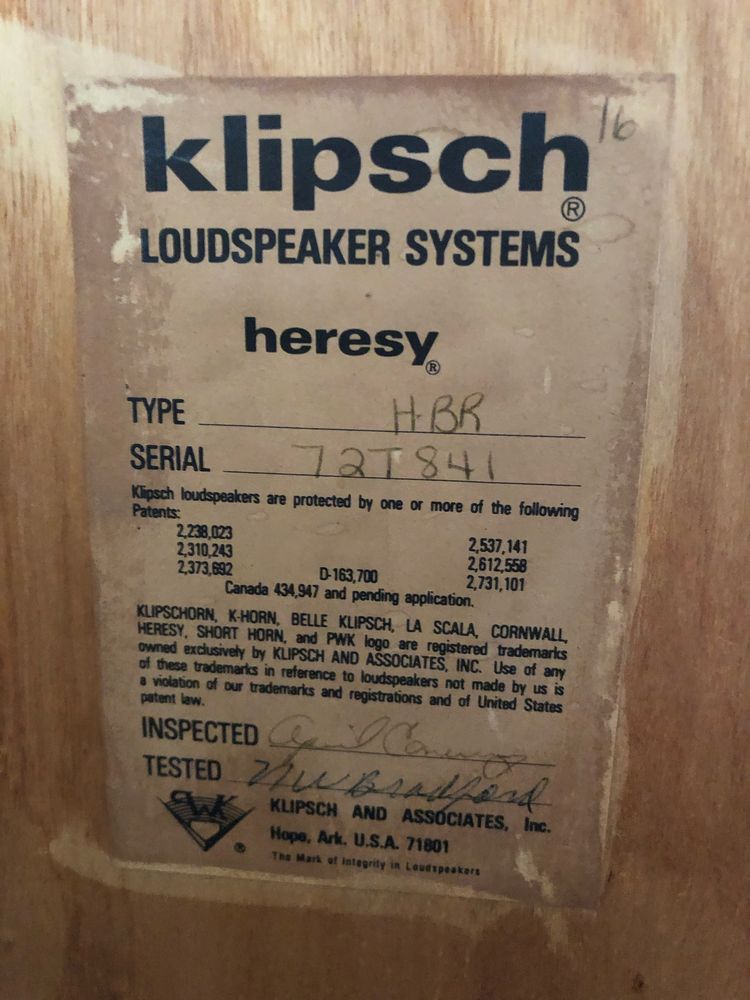 16
klipsch®
LOUDSPEAKER SYSTEMS
heresy®
TYPE H-BR
SERIAL 72T841
Klipsch loudspeakers are protected by one or more of the following
Patents:
2,238,023 2,537,141
2,310,243 2,612,558
2,373,692 D-163,700 2,731,101
Canada 434,947 and pending application.
KLIPSCHORN, K-HORN, BELLE KLIPSCH, LA SCALA, CORNWALL,
HERESY, SHORT HORN, and PWK logo are registered trademarks
owned exclusively by KLIPSCH AND ASSOCIATES, INC. Use of any
of these trademarks in reference to loudspeakers not made by us is
a violation of our trademarks and registrations and of United States
patent law.
INSPECTED April
TESTED Bradford
PWK ®
KLIPSCH AND ASSOCIATES, Inc.
Hope, Ark. U.S.A. 71801
The Mark of Integrity in Loudspeakers